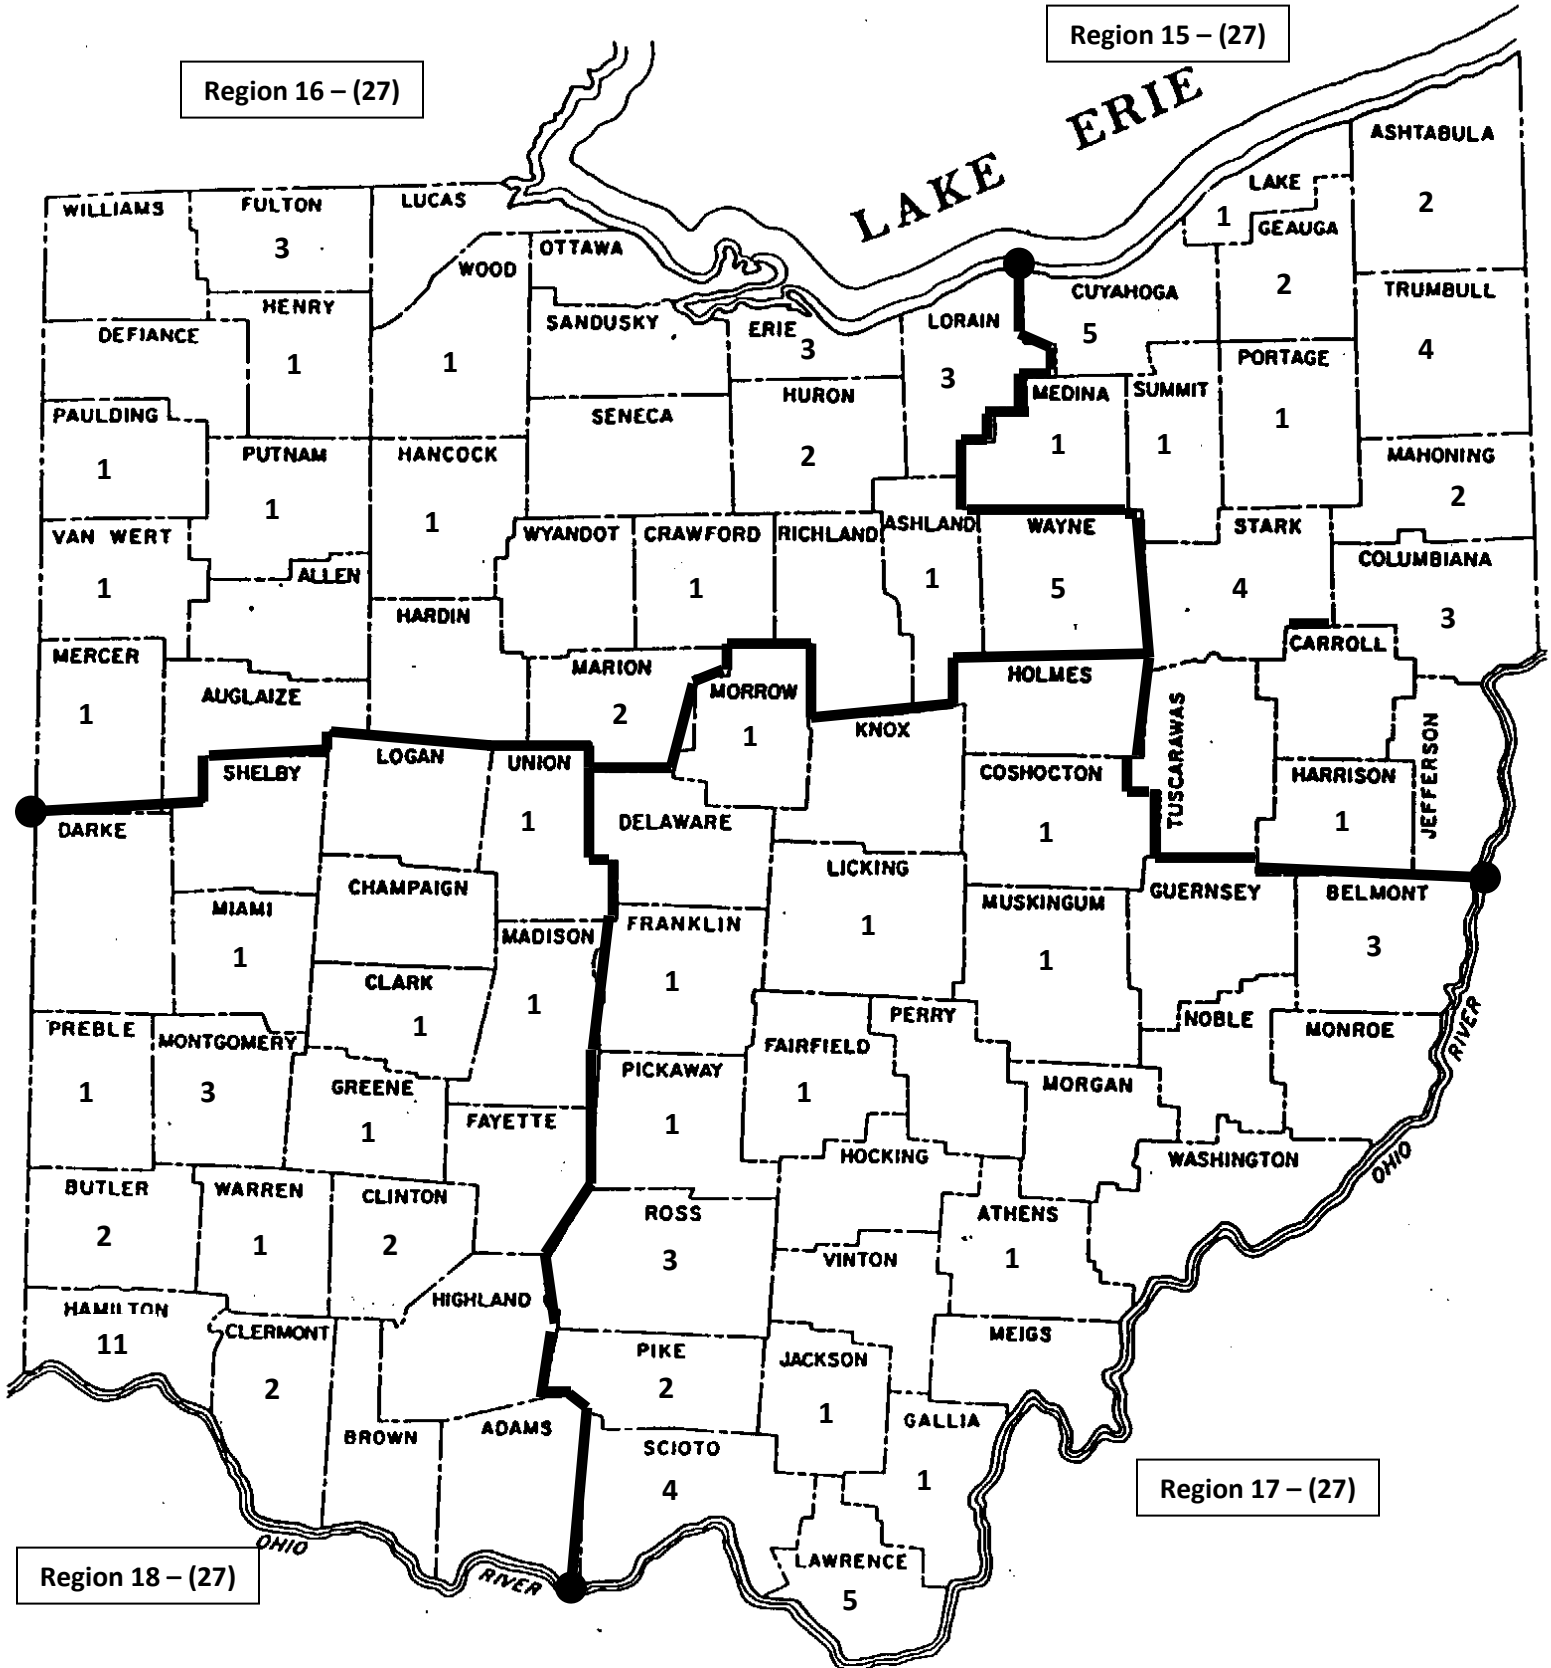 Region 15 – (27)
Region 16 – (27)
LAKE ERIE
ASHTABULA
2
LAKE
1
GEAUGA
2
WILLIAMS
FULTON
3
LUCAS
OTTAWA
WOOD
1
HENRY
1
SANDUSKY
ERIE
3
LORAIN
3
CUYAHOGA
5
TRUMBULL
4
DEFIANCE
PORTAGE
1
MEDINA
1
SUMMIT
1
HURON
2
SENECA
PAULDING
1
PUTNAM
1
HANCOCK
1
MAHONING
2
VAN WERT
1
ALLEN
WYANDOT
CRAWFORD
1
RICHLAND
ASHLAND
1
WAYNE
5
STARK
4
COLUMBIANA
3
HARDIN
CARROLL
MERCER
1
AUGLAIZE
MARION
2
MORROW
1
HOLMES
KNOX
TUSCARAWAS
JEFFERSON
SHELBY
LOGAN
UNION
1
COSHOCTON
1
HARRISON
1
DARKE
DELAWARE
LICKING
1
CHAMPAIGN
MIAMI
1
FRANKLIN
1
MUSKINGUM
1
GUERNSEY
BELMONT
3
MADISON
1
CLARK
1
PREBLE
1
MONTGOMERY
3
GREENE
1
PERRY
NOBLE
MONROE
FAIRFIELD
1
PICKAWAY
1
MORGAN
FAYETTE
HOCKING
WASHINGTON
OHIO RIVER
BUTLER
2
WARREN
1
CLINTON
2
ROSS
3
ATHENS
1
VINTON
HIGHLAND
HAMILTON
11
CLERMONT
2
MEIGS
PIKE
2
JACKSON
1
GALLIA
1
BROWN
ADAMS
SCIOTO
4
Region 17 – (27)
LAWRENCE
5
OHIO RIVER
Region 18 – (27)